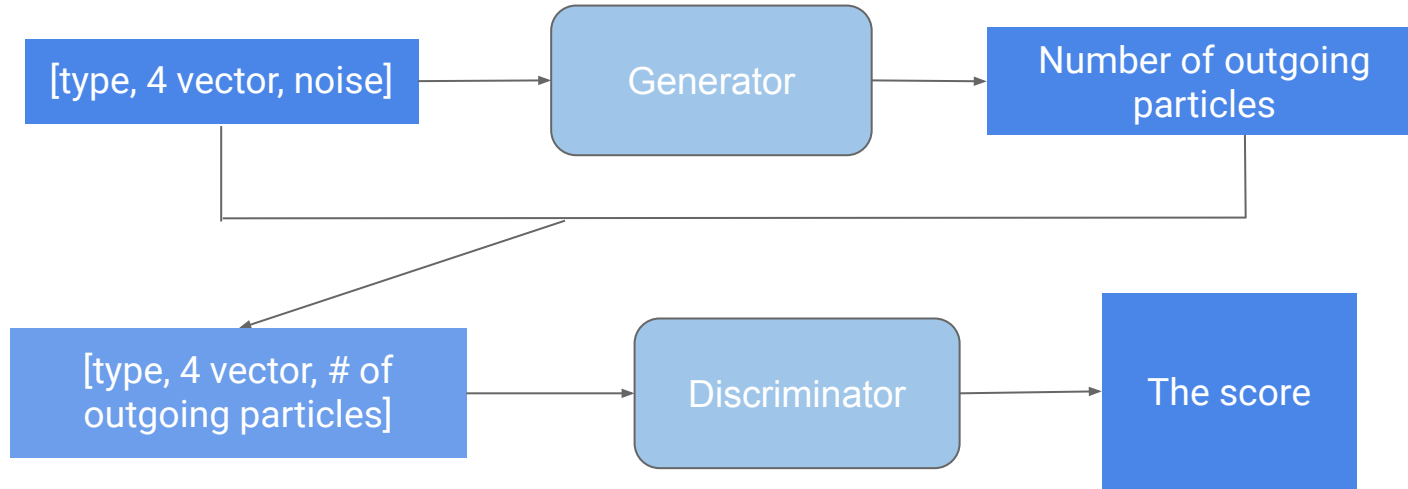 [type, 4 vector, noise]
Generator
Number of outgoing
particles
[type, 4 vector, # of
outgoing particles]
Discriminator
The score